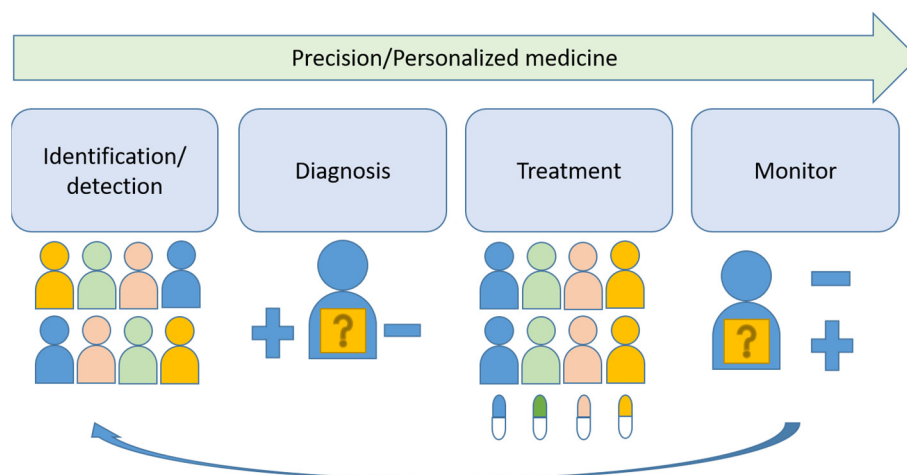 Precision/Personalized medicine
Identification/
detection
Diagnosis
Treatment
Monitor
?
?